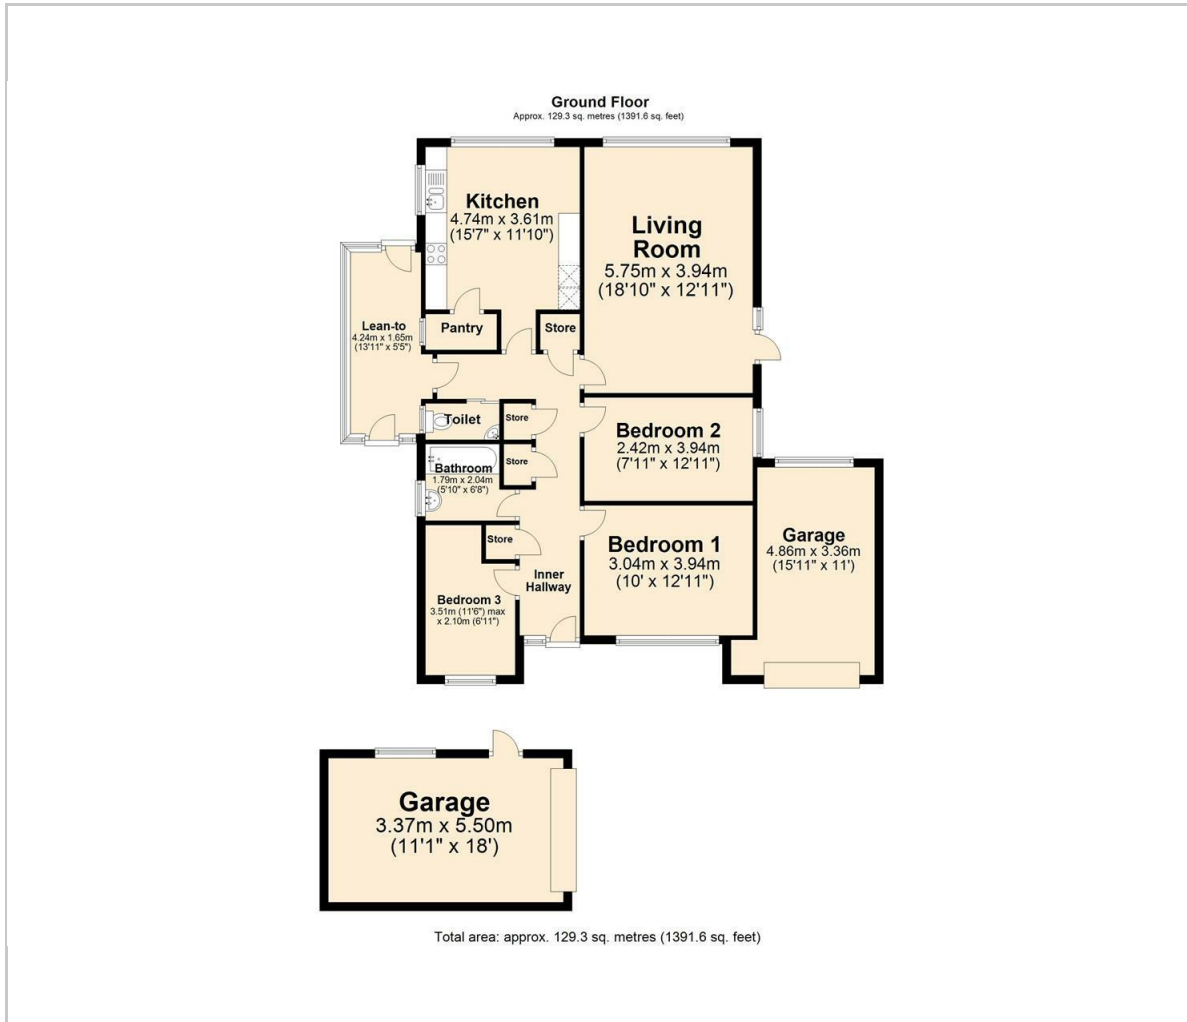 Ground Floor
Approx. 129.3 sq. metres (1391.6 sq. feet)
Kitchen
4.74m x 3.61m
(15'7" x 11'10")
Living
Room
5.75m x 3.94m
(18'10" x 12'11")
Lean-to
4.24m x 1.65m
(13'11" x 5'5")
Pantry
Store
Toilet
Store
Bedroom 2
2.42m x 3.94m
(7'11" x 12'11")
Bathroom
1.79m x 2.04m
(5'10" x 6'8")
Store
Store
Bedroom 1
3.04m x 3.94m
(10' x 12'11")
Garage
4.86m x 3.36m
(15'11" x 11')
Inner
Hallway
Bedroom 3
3.51m (11'6") max
x 2.10m (6'11")
Garage
3.37m x 5.50m
(11'1" x 18')
Total area: approx. 129.3 sq. metres (1391.6 sq. feet)